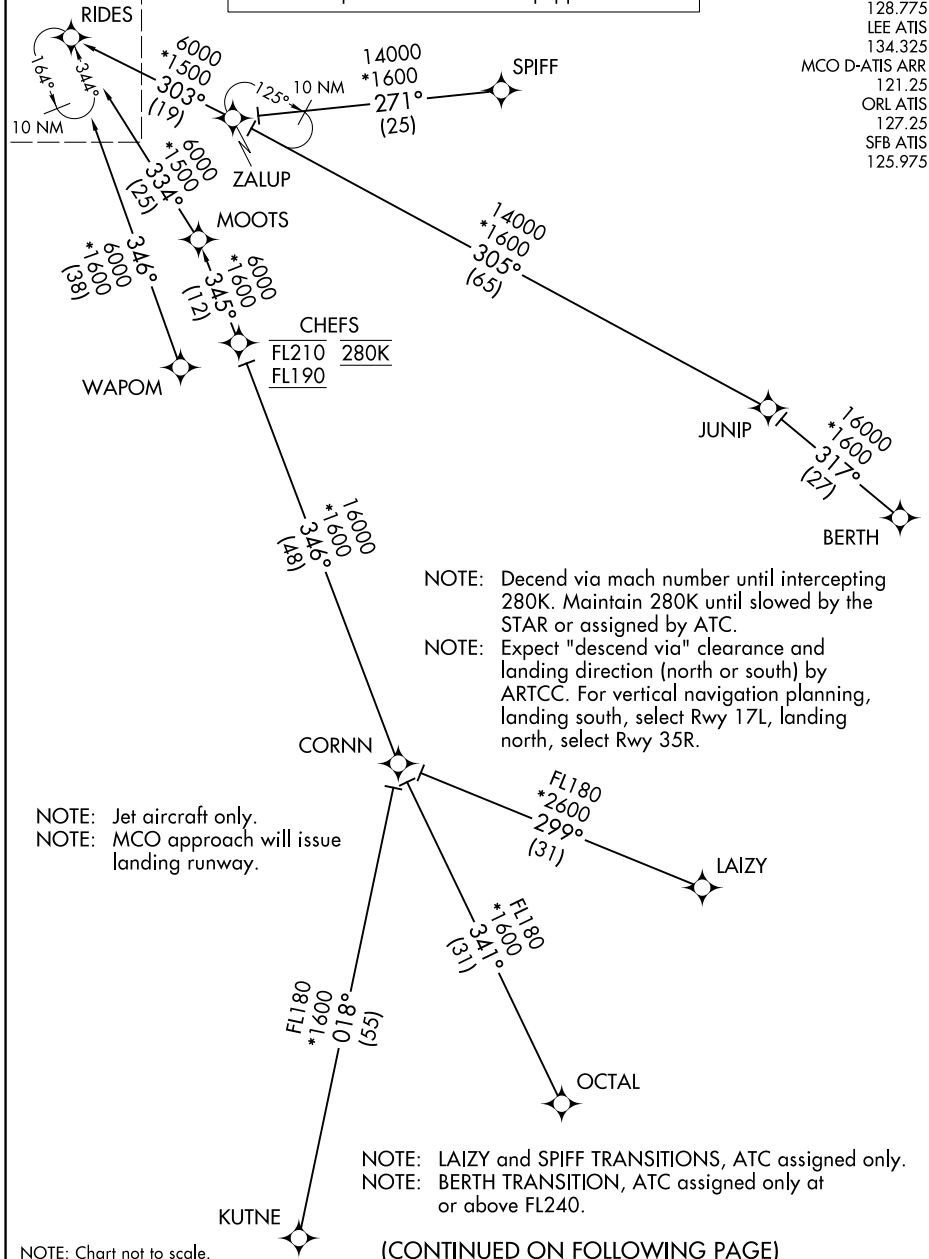 128.775
LEE ATIS
134.325
MCO D-ATIS ARR
121.25
ORL ATIS
127.25
SFB ATIS
125.975
RIDES
164°
344°
10 NM
6000
*1500
303°
(19)
125°
10 NM
14000
*1600
271°
(25)
SPIFF
ZALUP
6000
*1500
334°
(25)
MOOTS
6000
*1600
346°
(38)
6000
*1600
345°
(12)
14000
*1600
305°
(65)
CHEFS
FL210 280K
FL190
WAPOM
JUNIP
16000
*1600
317°
(27)
BERTH
16000
*1600
346°
(48)
NOTE: Decend via mach number until intercepting
280K. Maintain 280K until slowed by the
STAR or assigned by ATC.
NOTE: Expect "descend via" clearance and
landing direction (north or south) by
ARTCC. For vertical navigation planning,
landing south, select Rwy 17L, landing
north, select Rwy 35R.
CORNN
NOTE: Jet aircraft only.
NOTE: MCO approach will issue
landing runway.
FL180
*2600
299°
(31)
LAIZY
FL180
*1600
341°
(31)
FL180
*1600
018°
(55)
OCTAL
NOTE: LAIZY and SPIFF TRANSITIONS, ATC assigned only.
NOTE: BERTH TRANSITION, ATC assigned only at
or above FL240.
KUTNE
NOTE: Chart not to scale.
(CONTINUED ON FOLLOWING PAGE)